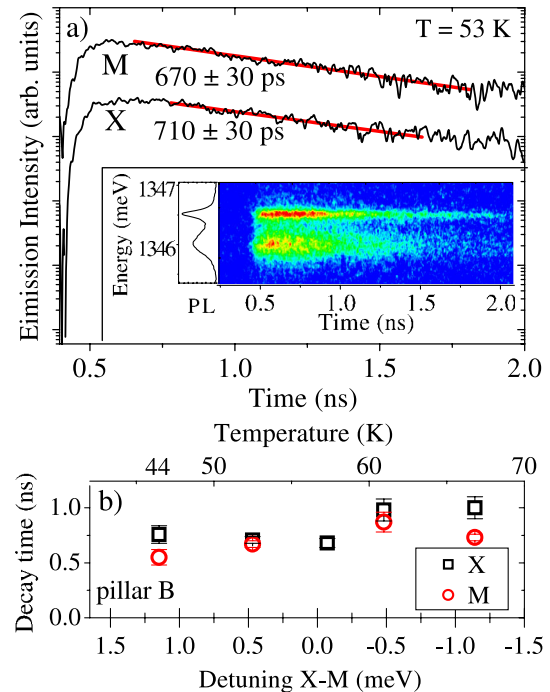 a)
T = 53 K
M
670 ± 30 ps
X
710 ± 30 ps
Eimission Intensity (arb. units)
1347
1346
Energy (meV)
PL
0.5 1.0 1.5 2.0
Time (ns)
0.5 1.0 1.5 2.0
Time (ns)
Temperature (K)
44 52 60 70
b)
Decay time (ns)
1.0
0.5
0.0
pillar B
X
M
1.5 1.0 0.5 0.0 -0.5 -1.0 -1.5
Detuning X-M (meV)